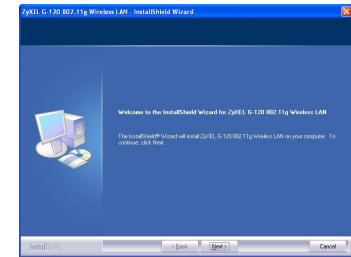 ZyXEL G-120 802.11g Wireless LAN - InstallShield Wizard
Welcome to the InstallShield Wizard for ZyXEL G-120 802.11g Wireless LAN
The InstallShield® Wizard will install ZyXEL G-120 802.11g Wireless LAN on your computer. To
continue, click Next.
InstallShield
< Back
Next >
Cancel